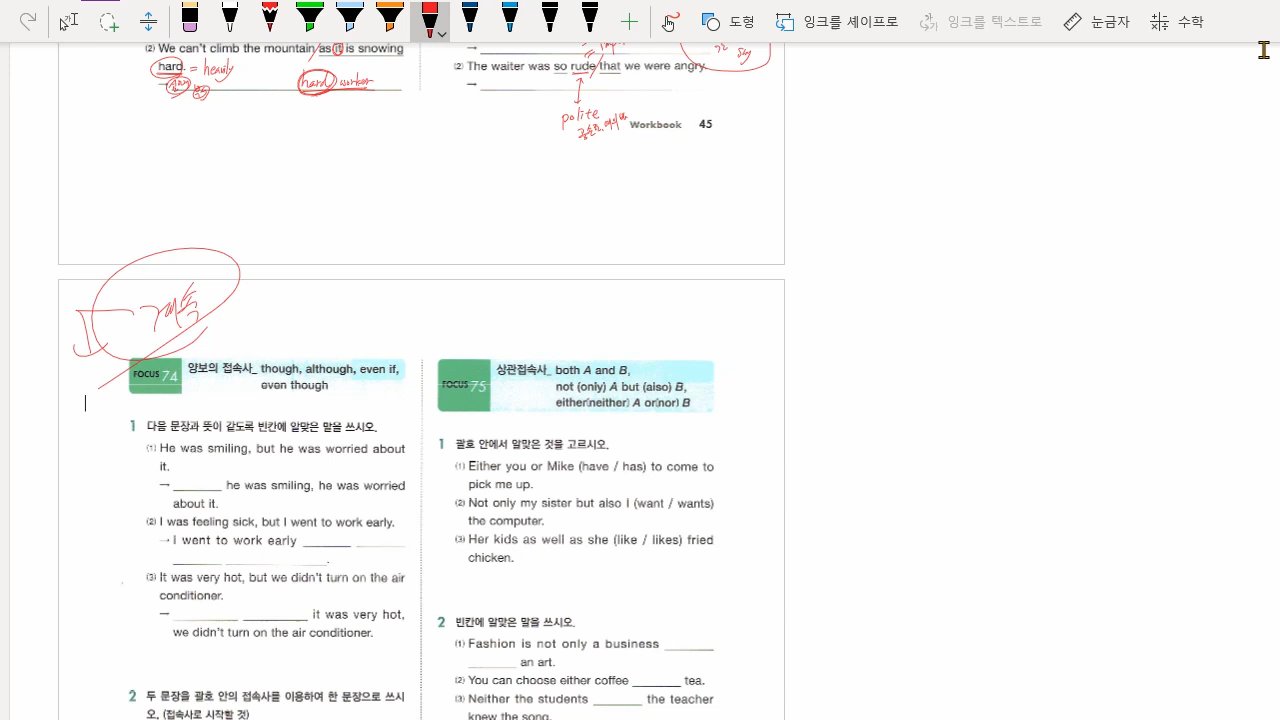 도형
잉크를 셰이프로
잉크를 텍스트로
눈금자
수학
(2) We can't climb the mountain as it is snowing
hard.
= heavily
hard worker
→
→
(2) The waiter was so rude that we were angry.
→
polite
Workbook 45
계속
FOCUS 74
양보의 접속사_ though, although, even if,
even though
1 다음 문장과 뜻이 같도록 빈칸에 알맞은 말을 쓰시오.
(1) He was smiling, but he was worried about
it.
→ ______ he was smiling, he was worried
about it.
(2) I was feeling sick, but I went to work early.
→ I went to work early ______ ______
______ ______.
(3) It was very hot, but we didn't turn on the air
conditioner.
→ ______ ______ it was very hot,
we didn't turn on the air conditioner.
2 두 문장을 괄호 안의 접속사를 이용하여 한 문장으로 쓰시
오. (접속사로 시작할 것)
FOCUS 75
상관접속사_ both A and B,
not (only) A but (also) B,
either(neither) A or(nor) B
1 괄호 안에서 알맞은 것을 고르시오.
(1) Either you or Mike (have / has) to come to
pick me up.
(2) Not only my sister but also I (want / wants)
the computer.
(3) Her kids as well as she (like / likes) fried
chicken.
2 빈칸에 알맞은 말을 쓰시오.
(1) Fashion is not only a business ______
______ an art.
(2) You can choose either coffee ______ tea.
(3) Neither the students ______ the teacher
knew the song.